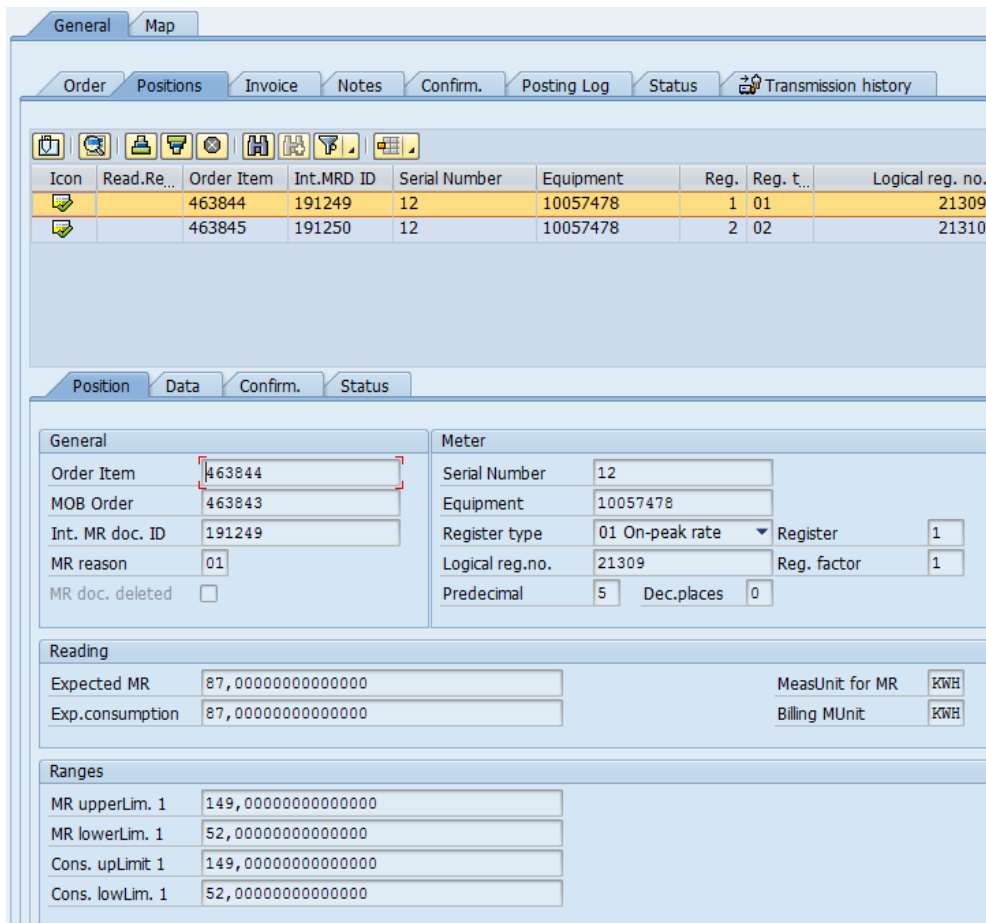 General Map
Order Positions Invoice Notes Confirm. Posting Log Status Transmission history
Icon Read.Re... Order Item Int.MRD ID Serial Number Equipment Reg. Reg. t... Logical reg. no.
463844 191249 12 10057478 1 01 21309
463845 191250 12 10057478 2 02 21310
Position Data Confirm. Status
General Meter
Order Item 463844 Serial Number 12
MOB Order 463843 Equipment 10057478
Int. MR doc. ID 191249 Register type 01 On-peak rate Register 1
MR reason 01 Logical reg.no. 21309 Reg. factor 1
MR doc. deleted Predecimal 5 Dec.places 0
Reading
Expected MR 87,00000000000000 MeasUnit for MR KWH
Exp.consumption 87,00000000000000 Billing MUnit KWH
Ranges
MR upperLim. 1 149,00000000000000
MR lowerLim. 1 52,00000000000000
Cons. upLimit 1 149,00000000000000
Cons. lowLim. 1 52,00000000000000